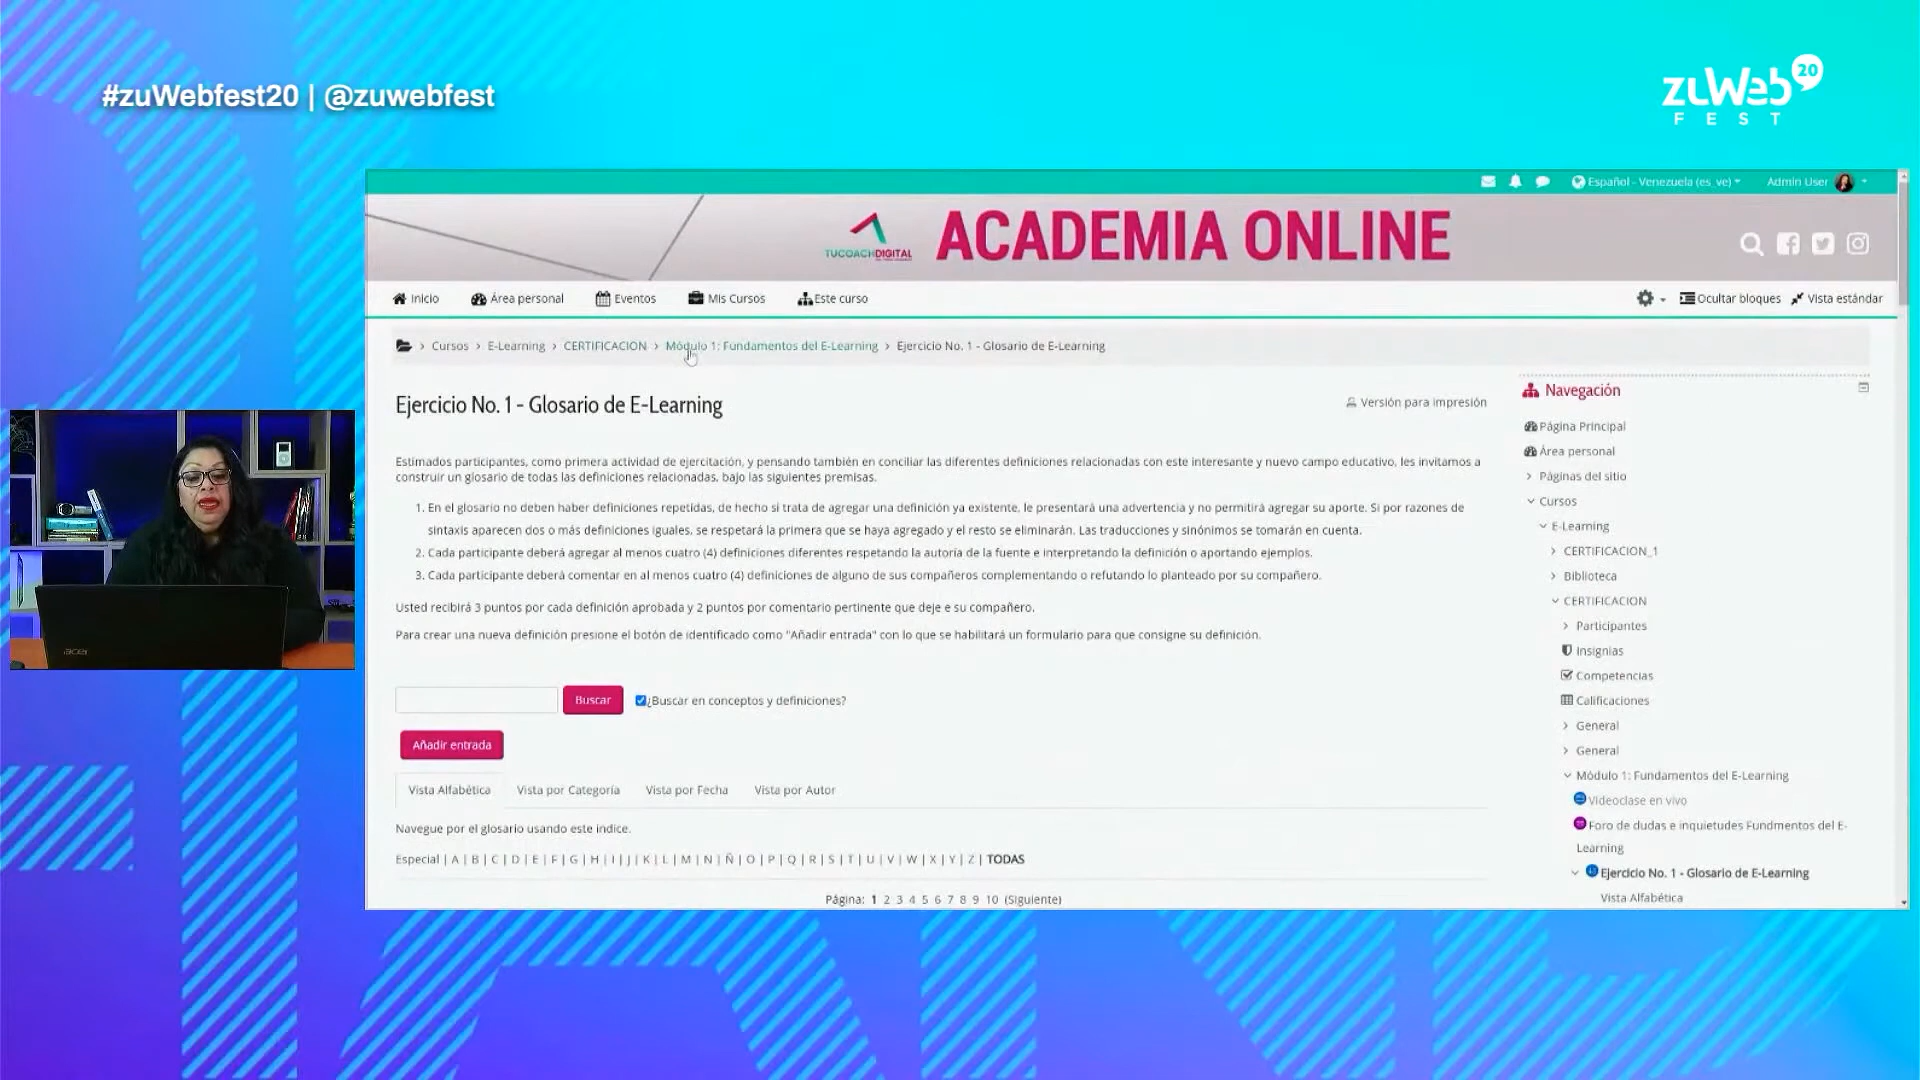 #zuWebfest20 | @zuwebfest
zuWeb 20
FEST
Español - Venezuela (es_ve)
Admin User
TUCOACHDIGITAL
ACADEMIA ONLINE
Inicio
Área personal
Eventos
Mis Cursos
Este curso
Ocultar bloques
Vista estándar
> Cursos > E-Learning > CERTIFICACION > Módulo 1: Fundamentos del E-Learning > Ejercicio No. 1 - Glosario de E-Learning
Ejercicio No. 1 - Glosario de E-Learning
Versión para impresión
Estimados participantes, como primera actividad de ejercitación, y pensando también en conciliar las diferentes definiciones relacionadas con este interesante y nuevo campo educativo, les invitamos a
construir un glosario de todas las definiciones relacionadas, bajo las siguientes premisas.
1. En el glosario no deben haber definiciones repetidas, de hecho si trata de agregar una definición ya existente, le presentará una advertencia y no permitirá agregar su aporte. Si por razones de
sintaxis aparecen dos o más definiciones iguales, se respetará la primera que se haya agregado y el resto se eliminarán. Las traducciones y sinónimos se tomarán en cuenta.
2. Cada participante deberá agregar al menos cuatro (4) definiciones diferentes respetando la autoría de la fuente e interpretando la definición o aportando ejemplos.
3. Cada participante deberá comentar en al menos cuatro (4) definiciones de alguno de sus compañeros complementando o refutando lo planteado por su compañero.
Usted recibirá 3 puntos por cada definición aprobada y 2 puntos por comentario pertinente que deje e su compañero.
Para crear una nueva definición presione el botón de identificado como "Añadir entrada" con lo que se habilitará un formulario para que consigne su definición.
Buscar
¿Buscar en conceptos y definiciones?
Añadir entrada
Vista Alfabética
Vista por Categoría
Vista por Fecha
Vista por Autor
Navegue por el glosario usando este índice.
Especial | A | B | C | D | E | F | G | H | I | J | K | L | M | N | Ñ | O | P | Q | R | S | T | U | V | W | X | Y | Z | TODAS
Página: 1 2 3 4 5 6 7 8 9 10 (Siguiente)
Navegación
Página Principal
Área personal
Páginas del sitio
Cursos
E-Learning
CERTIFICACION_1
Biblioteca
CERTIFICACION
Participantes
Insignias
Competencias
Calificaciones
General
General
Módulo 1: Fundamentos del E-Learning
Videoclase en vivo
Foro de dudas e inquietudes Fundmentos del E-
Learning
Ejercicio No. 1 - Glosario de E-Learning
Vista Alfabética
acer